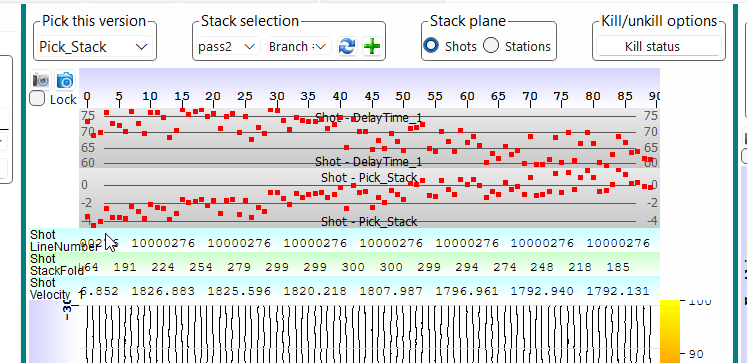 Pick this version
Stack selection
Stack plane
Kill/unkill options
Pick_Stack
pass2
Branch
Shots
Stations
Kill status
Lock
0 5 10 15 20 25 30 35 40 45 50 55 60 65 70 75 80 85 90
75 Shot - DelayTime_1 75
70 70
65 65
60 Shot - DelayTime_1 60
Shot - Pick_Stack
0 0
-2 -2
-4 Shot - Pick_Stack -4
Shot
LineNumber 10000276 10000276 10000276 10000276 10000276 10000276 10000276
Shot
StackFold 64 191 224 254 279 299 299 300 300 299 294 274 248 218 185
Shot
Velocity 6.852 1826.883 1825.596 1820.218 1807.987 1796.961 1792.940 1792.131
100
90